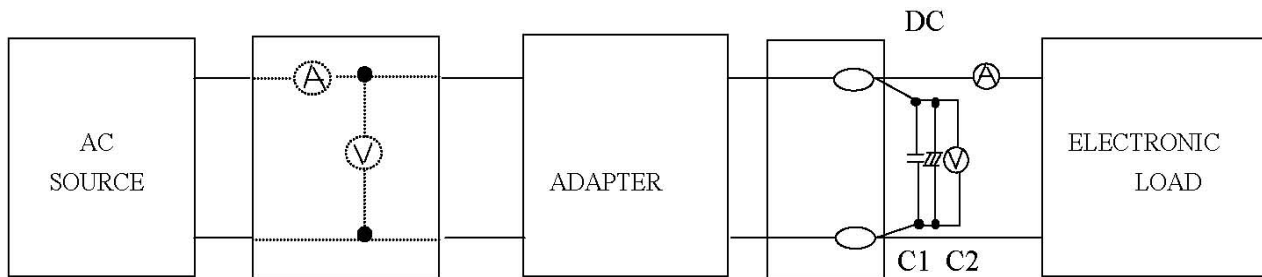 DC
AC
SOURCE
A
V
ADAPTER
A
V
ELECTRONIC
LOAD
C1 C2